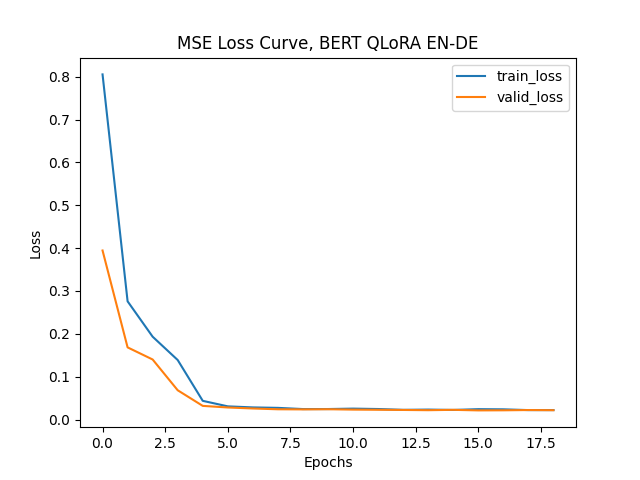 MSE Loss Curve, BERT QLoRA EN-DE
train_loss
valid_loss
Loss
0.8
0.7
0.6
0.5
0.4
0.3
0.2
0.1
0.0
0.0 2.5 5.0 7.5 10.0 12.5 15.0 17.5
Epochs